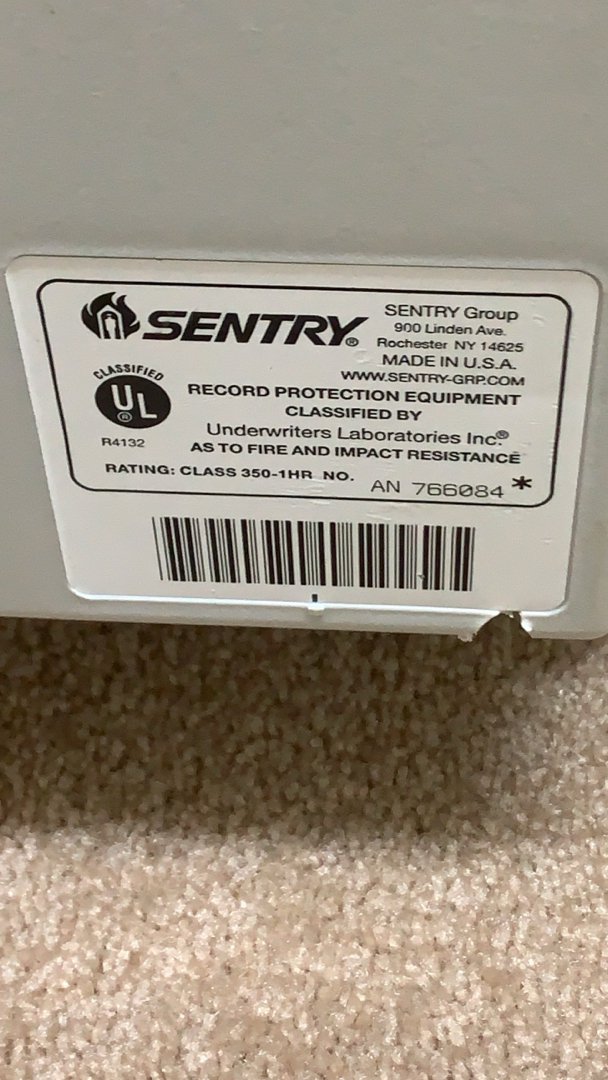 SENTRY®
SENTRY Group
900 Linden Ave.
Rochester NY 14625
MADE IN U.S.A.
WWW.SENTRY-GRP.COM
CLASSIFIED
UL®
R4132
RECORD PROTECTION EQUIPMENT
CLASSIFIED BY
Underwriters Laboratories Inc.®
AS TO FIRE AND IMPACT RESISTANCE
RATING: CLASS 350-1HR NO. AN 766084 *